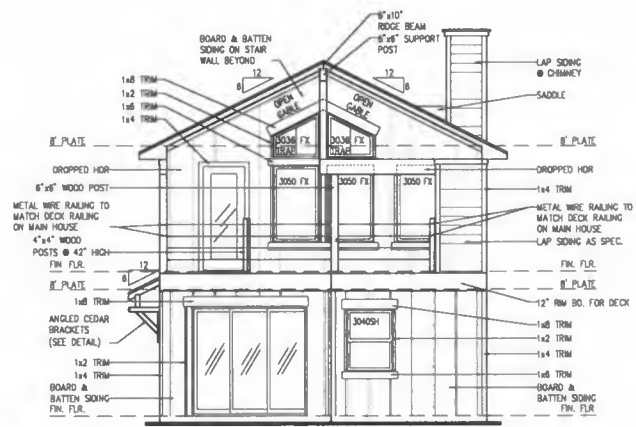 6"x10"
RIDGE BEAM
6"x6" SUPPORT
POST
BOARD & BATTEN
SIDING ON STAIR
WALL BEYOND
LAP SIDING
@ CHIMNEY
SADDLE
12
6
12
6
1x8 TRIM
1x2 TRIM
1x6 TRIM
1x4 TRIM
OPEN
GABLE
OPEN
GABLE
3036 FX
TRAP
3036 FX
TRAP
8' PLATE
8' PLATE
DROPPED HDR
DROPPED HDR
3050 FX
3050 FX
3050 FX
6"x6" WOOD POST
1x4 TRIM
METAL WIRE RAILING TO
MATCH DECK RAILING
ON MAIN HOUSE
METAL WIRE RAILING TO
MATCH DECK RAILING
ON MAIN HOUSE
4"x4" WOOD
POSTS @ 42" HIGH
LAP SIDING AS SPEC.
FIN. FLR.
FIN. FLR.
12
6
8' PLATE
8' PLATE
1x8 TRIM
12" RIM BD. FOR DECK
ANGLED CEDAR
BRACKETS
(SEE DETAIL)
3040SH
1x8 TRIM
1x2 TRIM
1x4 TRIM
1x2 TRIM
1x4 TRIM
1x6 TRIM
BOARD &
BATTEN SIDING
BOARD &
BATTEN SIDING
FIN. FLR.
FIN. FLR